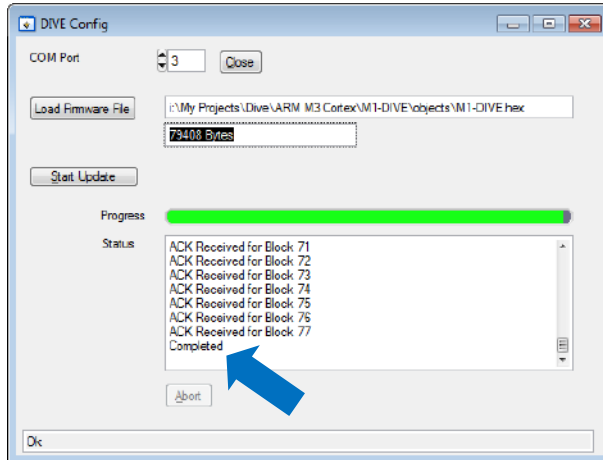 DIVE Config
COM Port 3 Close
Load Firmware File i:\My Projects\Dive\ARM M3 Cortex\M1-DIVE\objects\M1-DIVE.hex
79408 Bytes
Start Update
Progress
Status
ACK Received for Block 71
ACK Received for Block 72
ACK Received for Block 73
ACK Received for Block 74
ACK Received for Block 75
ACK Received for Block 76
ACK Received for Block 77
Completed
Abort
Ok